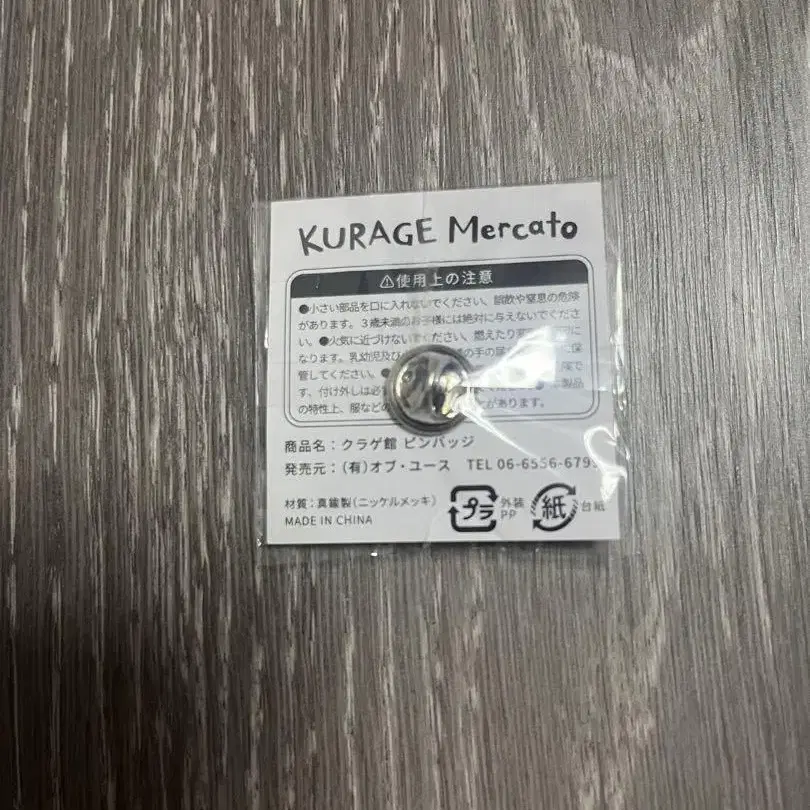 KURAGE Mercato
⚠使用上の注意
●小さい部品を口に入れないでください、誤飲や窒息の危険
があります。3歳未満のお子様には絶対に与えないでくださ
い。●火気に近づけないでください、燃えたり
なります。乳幼児及び の手の 保
管してください。●
す、付け外しは必 製品
の特性上、服など があります。
商品名：クラゲ館 ピンバッジ
発売元：(有)オブ・ユース TEL 06-6556-679
材質：真鍮製(ニッケルメッキ)
MADE IN CHINA
プラ 外装
PP
紙 台紙